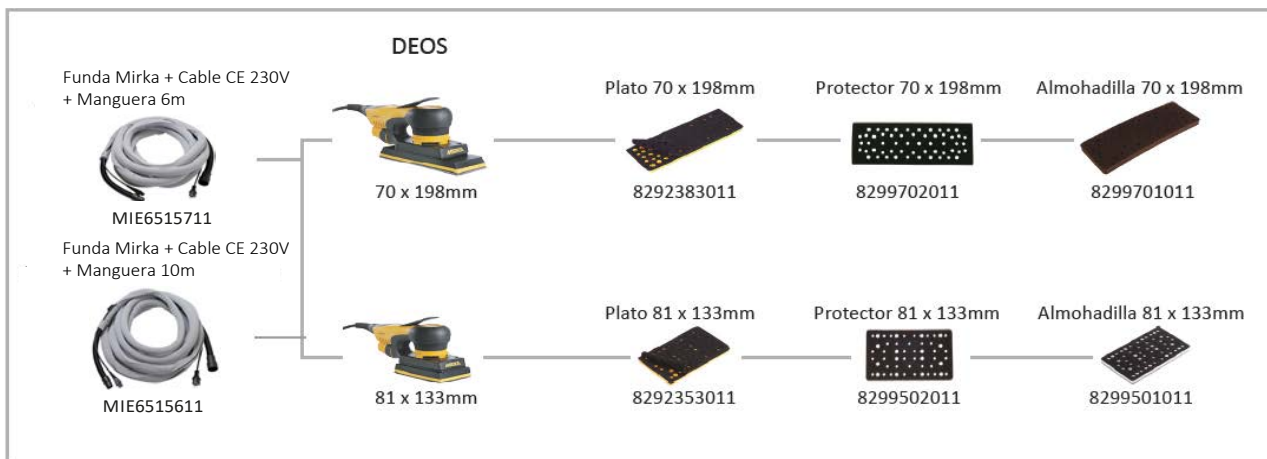 DEOS
Funda Mirka + Cable CE 230V
+ Manguera 6m
MIE6515711
Funda Mirka + Cable CE 230V
+ Manguera 10m
MIE6515611
70 x 198mm
Plato 70 x 198mm
8292383011
Protector 70 x 198mm
8299702011
Almohadilla 70 x 198mm
8299701011
81 x 133mm
Plato 81 x 133mm
8292353011
Protector 81 x 133mm
8299502011
Almohadilla 81 x 133mm
8299501011